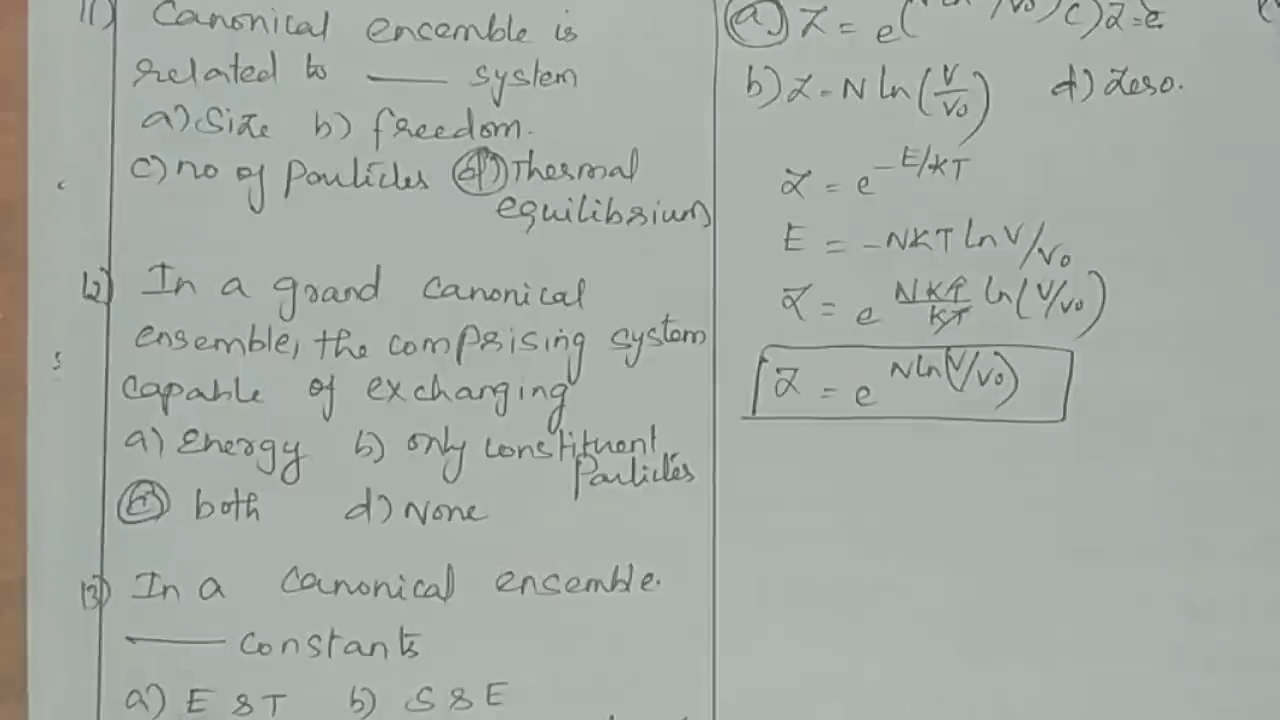 11) Canonical ensemble is
related to —— system
a) Size b) freedom.
c) no of Particles d) Thermal
equilibrium
12) In a grand canonical
ensemble, the comprising system
capable of exchanging
a) Energy b) only constituent
Particles
c) both d) None
13) In a canonical ensemble.
—— constants
a) E & T b) S & E
a) Z = e c) Z = e
b) Z = N ln (V/V0) d) Zero.
Z = e^-E/KT
E = -NKT ln V/V0
Z = e^NKT/KT ln (V/V0)
Z = e^N ln (V/V0)